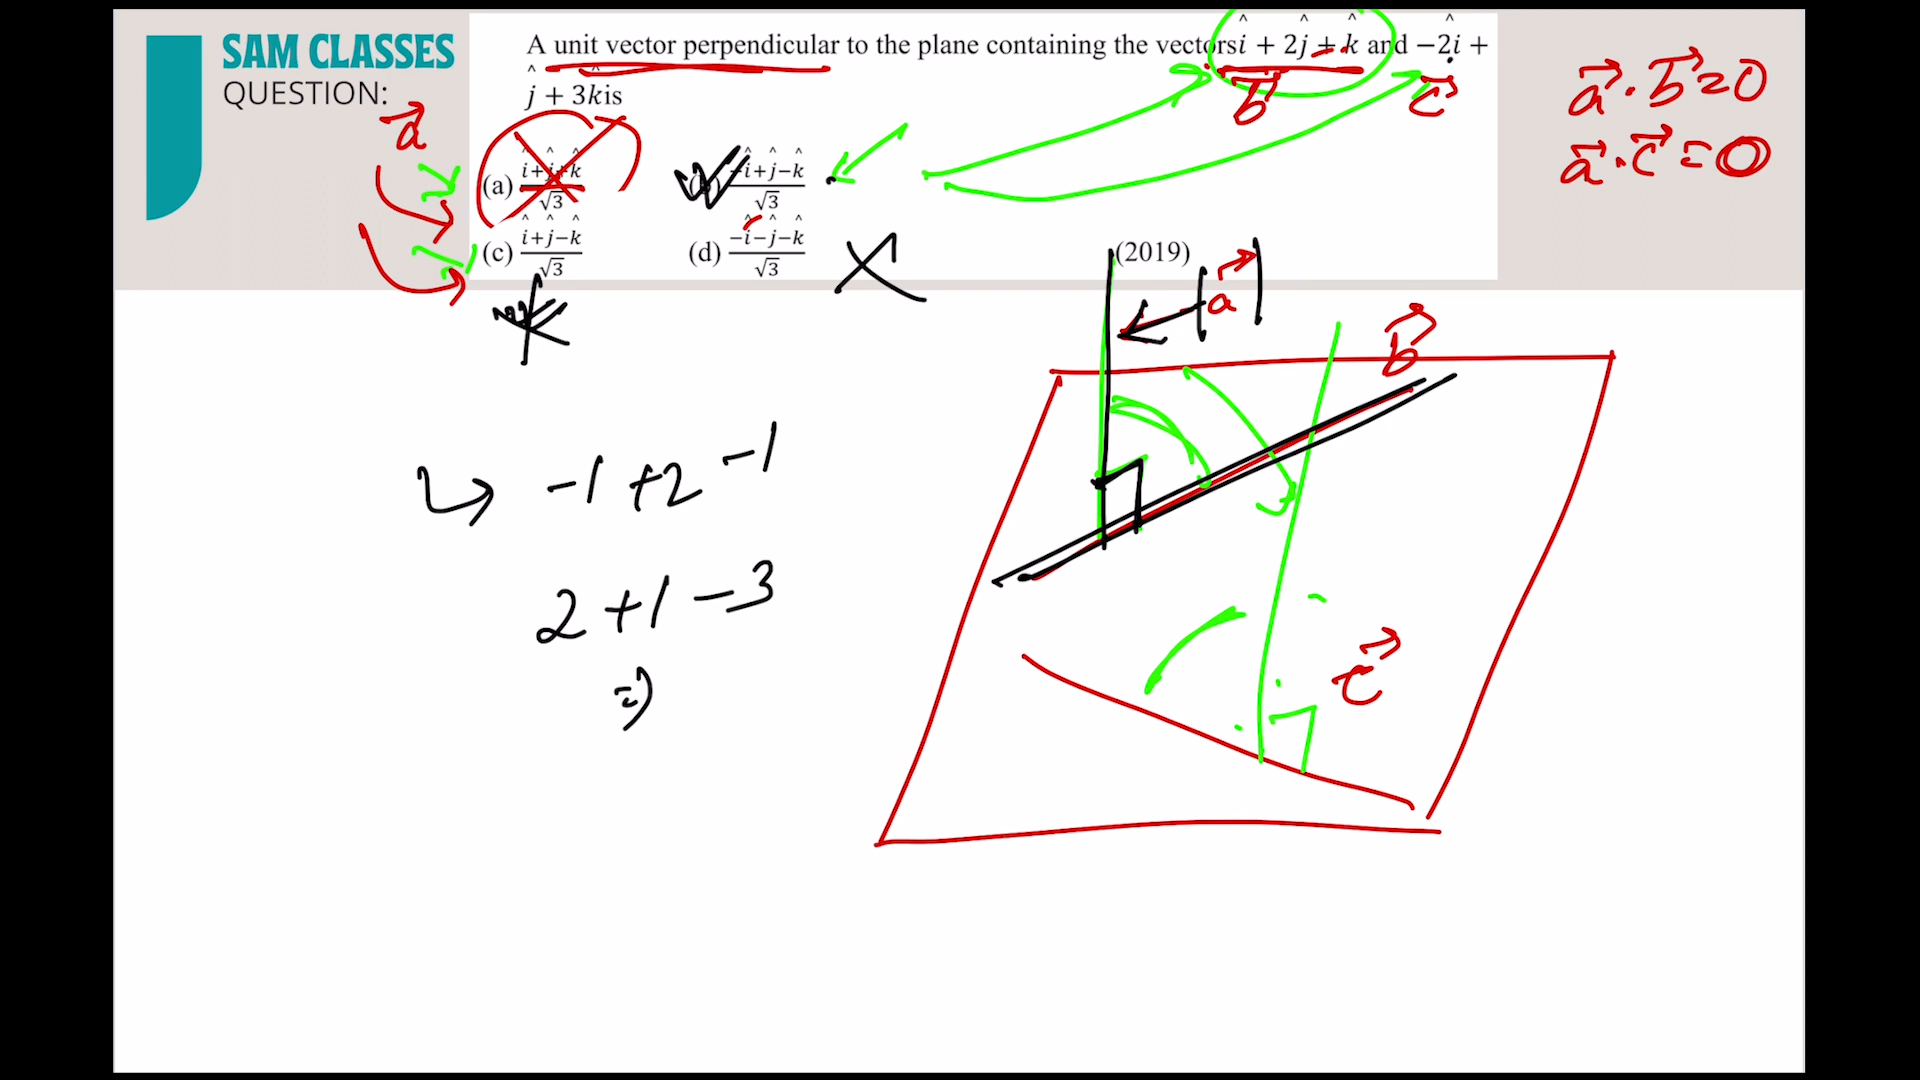 SAM CLASSES
QUESTION:
A unit vector perpendicular to the plane containing the vectors î + 2ĵ + k̂ and −2î +
ĵ + 3k̂ is
(a) (î+ĵ+k̂)/√3
(b) (−î+ĵ−k̂)/√3
(c) (î+ĵ−k̂)/√3
(d) (−î−ĵ−k̂)/√3
(2019)
a⃗
b⃗
c⃗
a⃗ · b⃗ = 0
a⃗ · c⃗ = 0
a⃗
b⃗
c⃗
−1 +2 −1
2 +1 −3